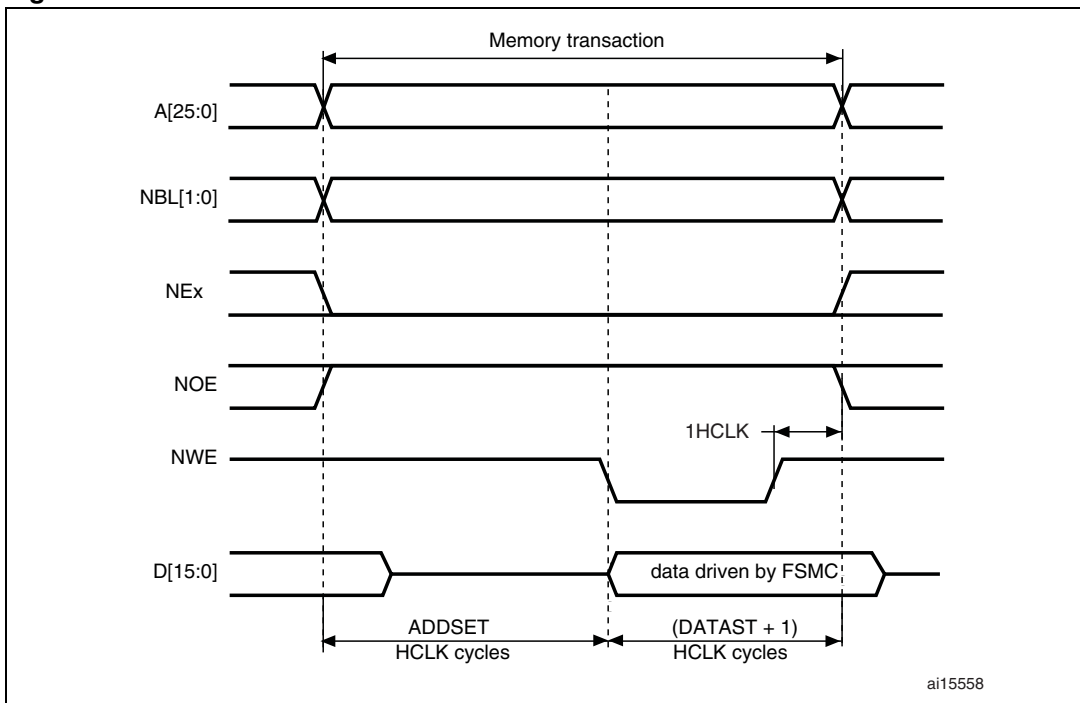 Memory transaction
A[25:0]
NBL[1:0]
NEx
NOE
1HCLK
NWE
D[15:0]
data driven by FSMC
ADDSET
HCLK cycles
(DATAST + 1)
HCLK cycles
ai15558